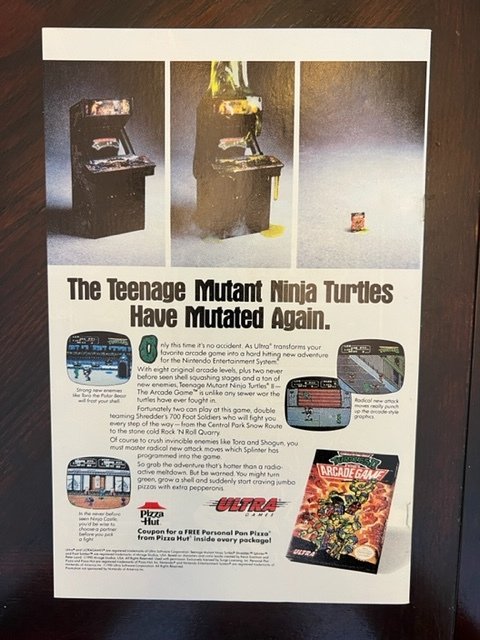 The Teenage Mutant Ninja Turtles
Have Mutated Again.
Only this time it's no accident. As Ultra® transforms your
favorite arcade game into a hard hitting new adventure
for the Nintendo Entertainment System®.
With eight original arcade levels, plus two never
before seen shell squashing stages and a ton of
new enemies, Teenage Mutant Ninja Turtles® II—
The Arcade Game™ is unlike any sewer war the
turtles have ever fought in.
Fortunately two can play at this game, double
teaming Shredder's 700 Foot Soldiers who will fight you
every step of the way—from the Central Park Snow Route
to the stone cold Rock 'N Roll Quarry.
Of course to crush invincible enemies like Tora and Shogun, you
must master radical new attack moves which Splinter has
programmed into the game.
So grab the adventure that's hotter than a radio-
active meltdown. But be warned. You might turn
green, grow a shell and suddenly start craving jumbo
pizzas with extra pepperonis.
Strong new enemies
like Tora the Polar Bear
will frost your shell.
Radical new attack
moves really punch
up the arcade-style
graphics.
In the never before
seen Ninja Castle,
you'd be wise to
choose a partner
before you pick
a fight.
Pizza
Hut
ULTRA
GAMES
Coupon for a FREE Personal Pan Pizza®
from Pizza Hut® inside every package!
ARCADE GAME
ULTRA